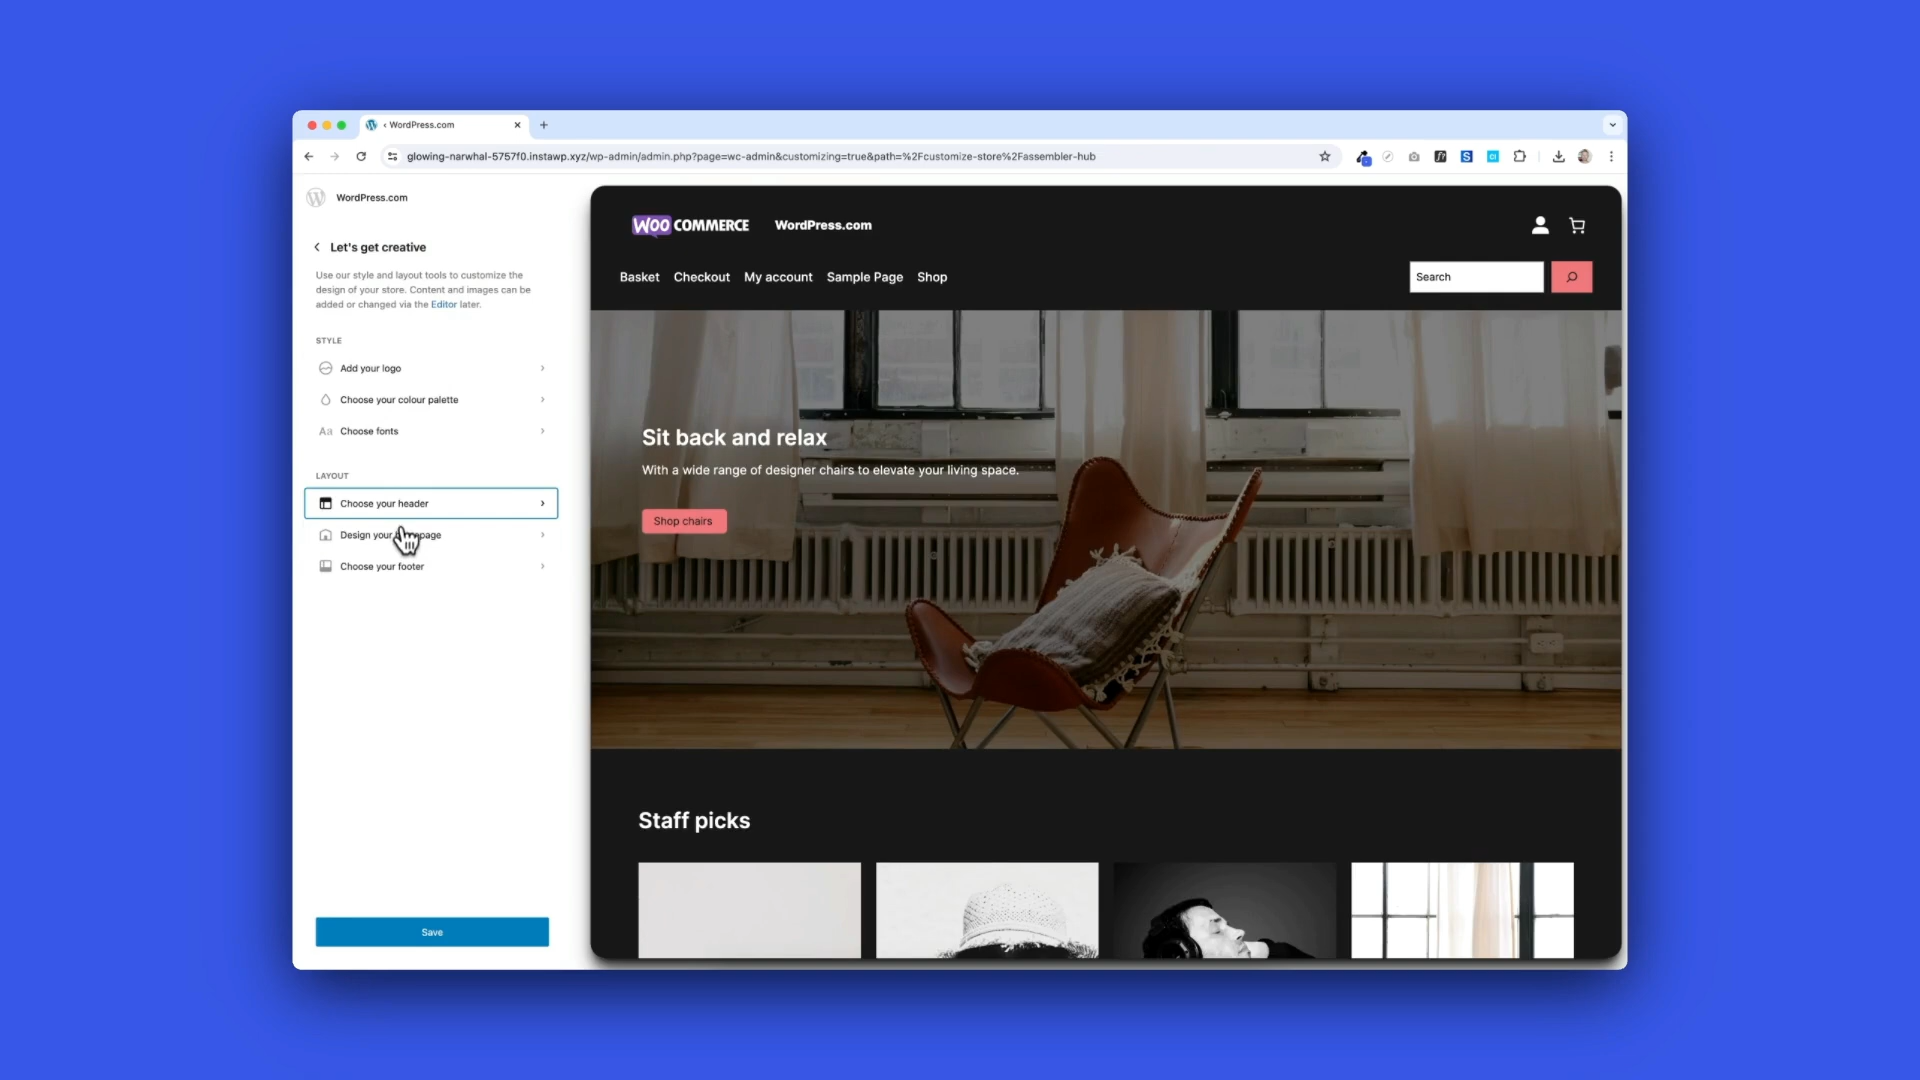 ‹ WordPress.com
glowing-narwhal-5757f0.instawp.xyz/wp-admin/admin.php?page=wc-admin&customizing=true&path=%2Fcustomize-store%2Fassembler-hub
WordPress.com
Let's get creative
Use our style and layout tools to customize the
design of your store. Content and images can be
added or changed via the Editor later.
STYLE
Add your logo
Choose your colour palette
Aa Choose fonts
LAYOUT
Choose your header
Design your page
Choose your footer
Save
WOO COMMERCE WordPress.com
Basket Checkout My account Sample Page Shop
Search
Sit back and relax
With a wide range of designer chairs to elevate your living space.
Shop chairs
Staff picks